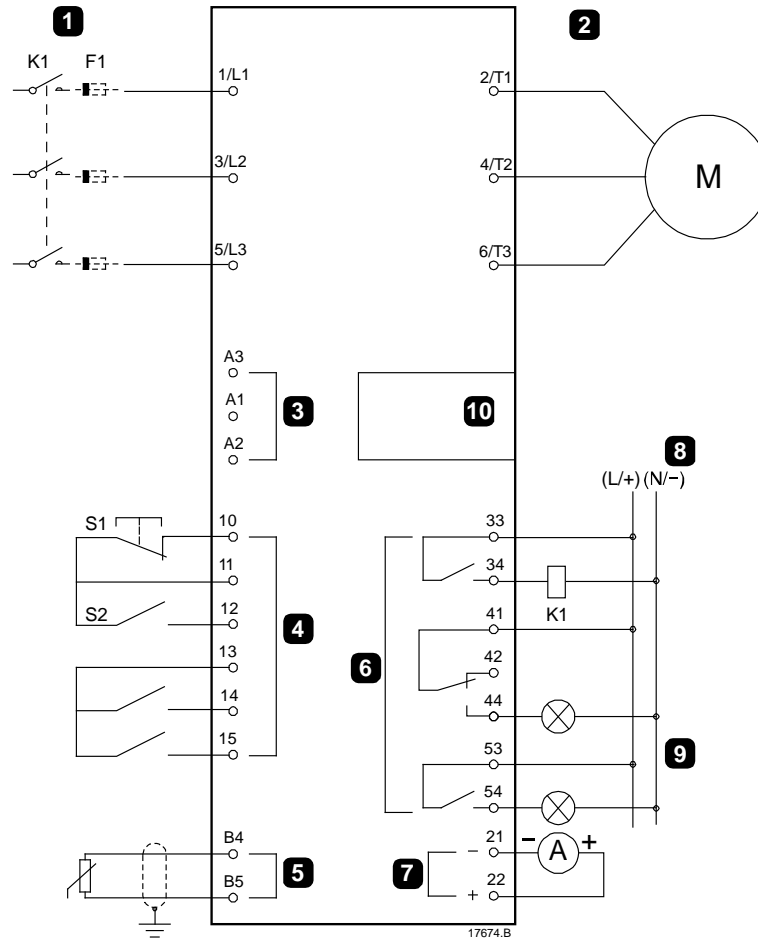 1
2
K1 F1
1/L1
2/T1
3/L2
4/T2
M
5/L3
6/T3
A3
A1
A2
3
10
8
(L/+) (N/−)
S1
10
11
S2
12
13
14
15
4
33
34
K1
41
42
44
53
54
6
9
B4
B5
5
7
−
21
− A +
+
22
17674.B